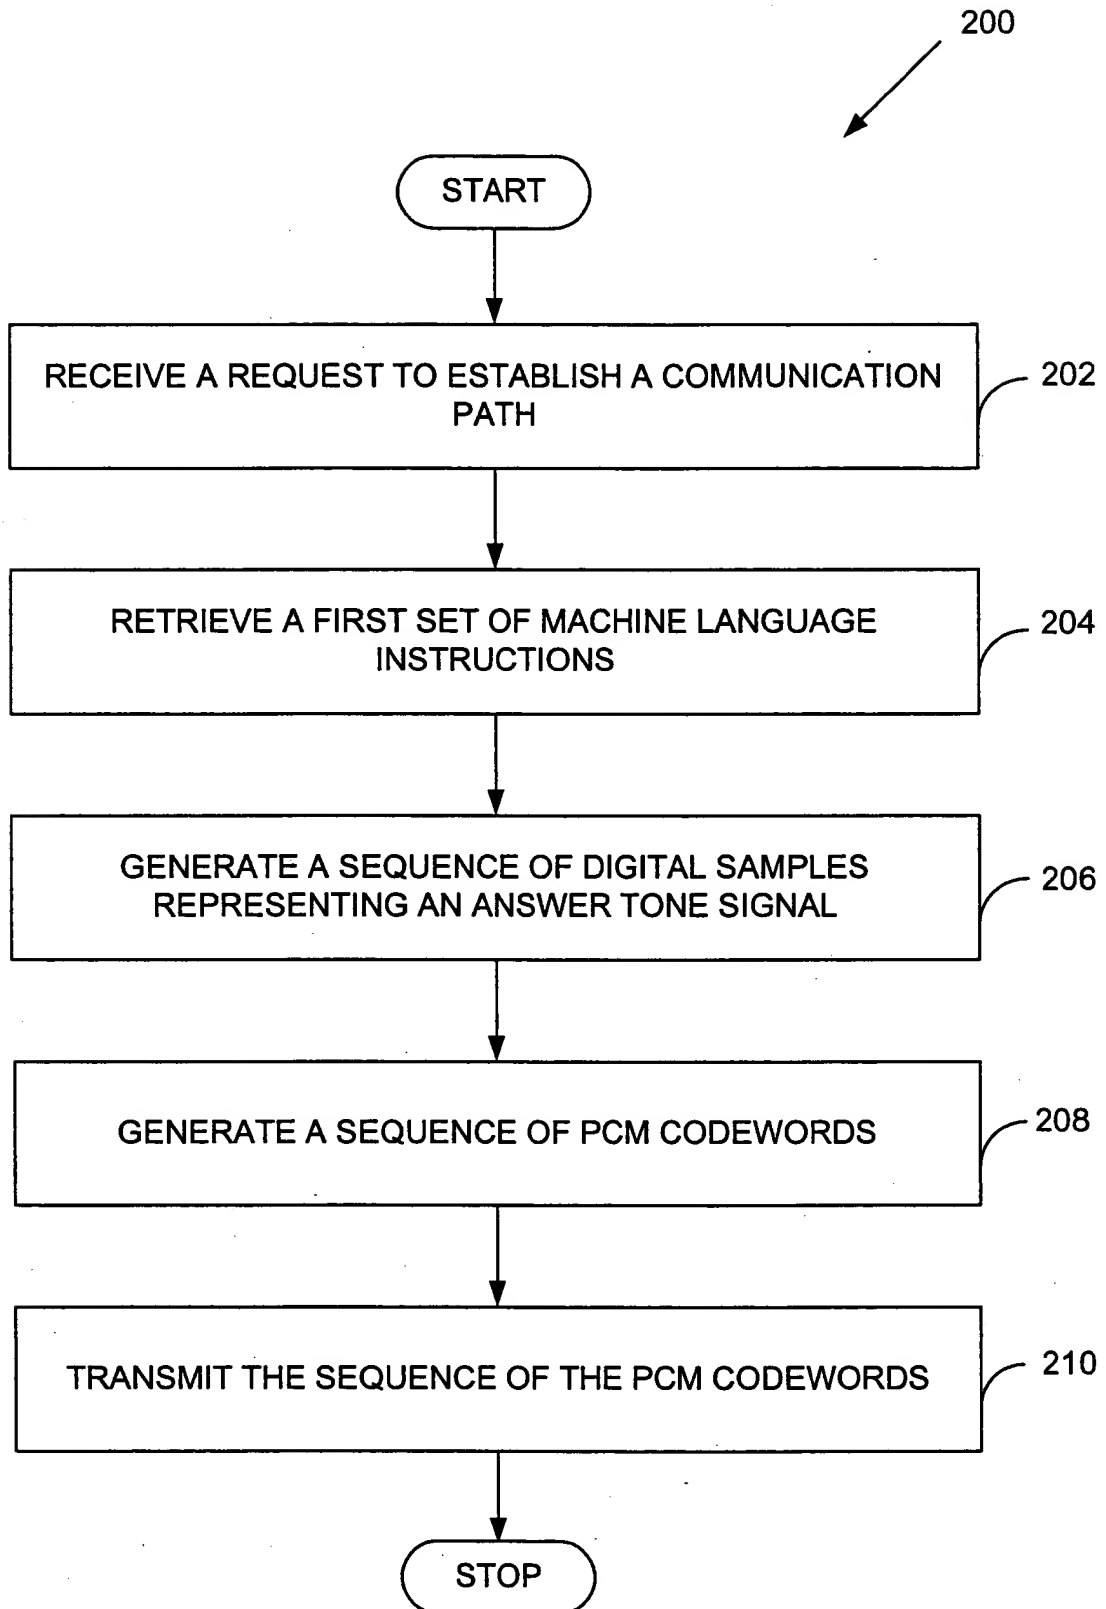 200
START
RECEIVE A REQUEST TO ESTABLISH A COMMUNICATION
PATH
202
RETRIEVE A FIRST SET OF MACHINE LANGUAGE
INSTRUCTIONS
204
GENERATE A SEQUENCE OF DIGITAL SAMPLES
REPRESENTING AN ANSWER TONE SIGNAL
206
GENERATE A SEQUENCE OF PCM CODEWORDS
208
TRANSMIT THE SEQUENCE OF THE PCM CODEWORDS
210
STOP